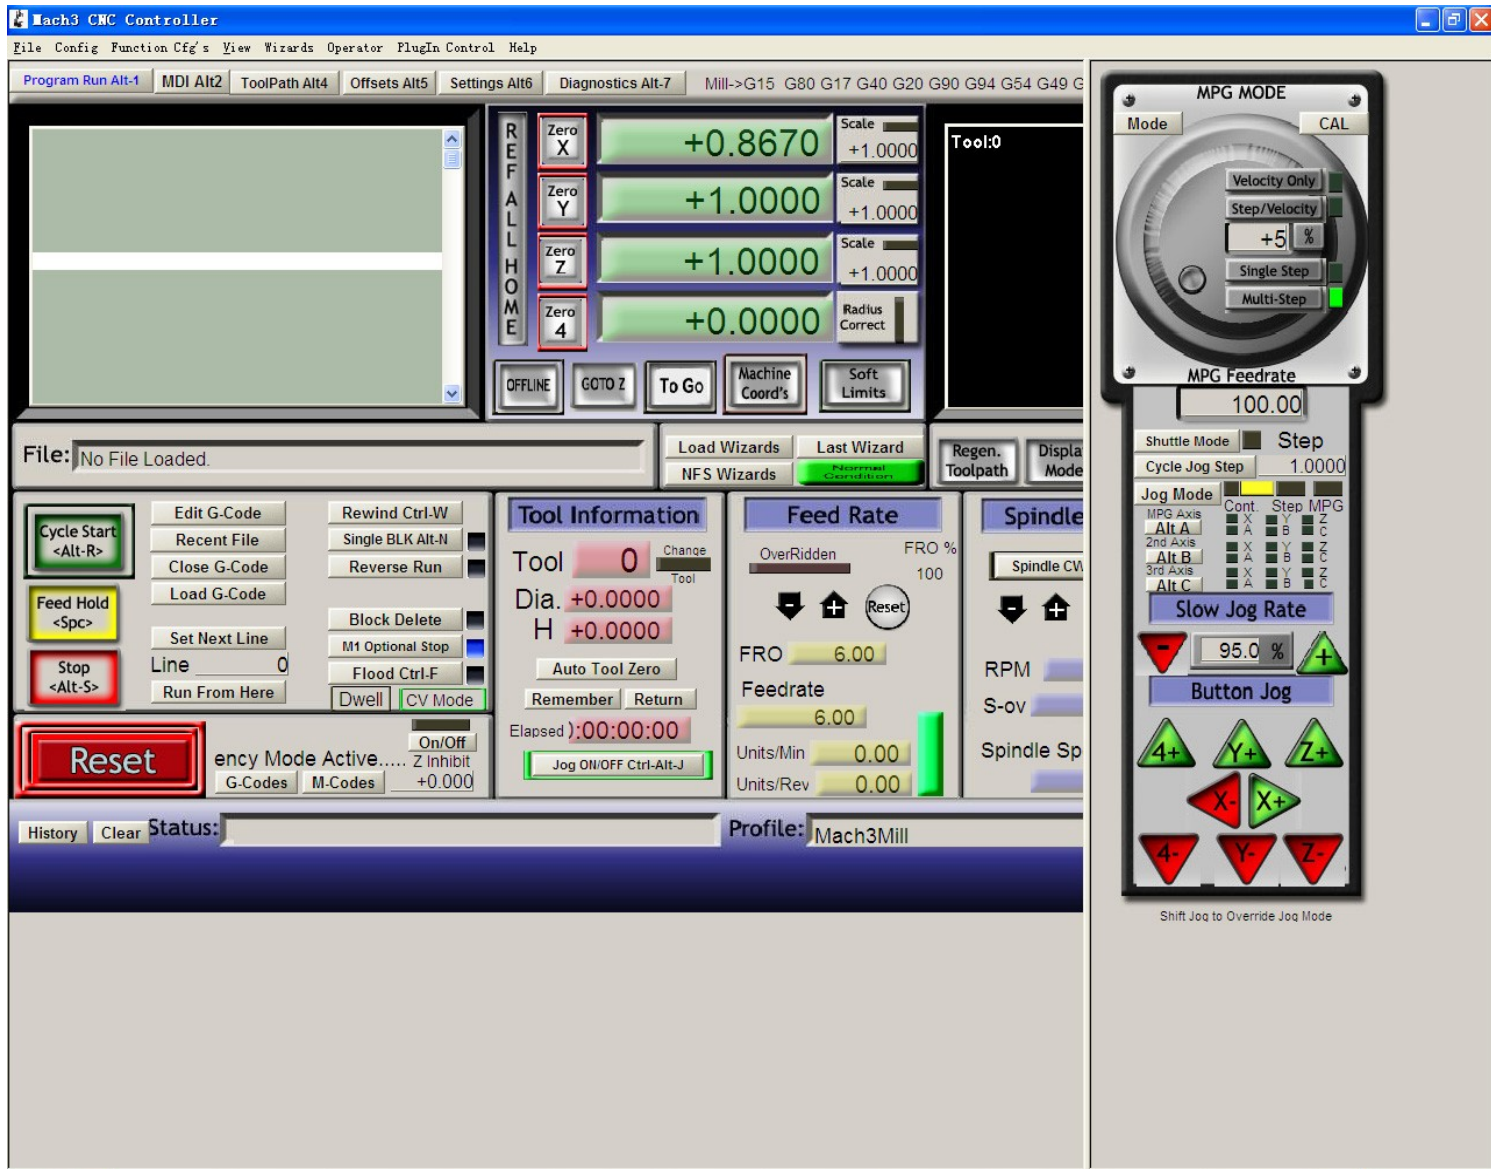 Mach3 CNC Controller
File Config Function Cfg's View Wizards Operator PlugIn Control Help
Program Run Alt-1 MDI Alt2 ToolPath Alt4 Offsets Alt5 Settings Alt6 Diagnostics Alt-7 Mill->G15 G80 G17 G40 G20 G90 G94 G54 G49 G
REF ALL HOME
Zero X +0.8670 Scale +1.0000
Zero Y +1.0000 Scale +1.0000
Zero Z +1.0000 Scale +1.0000
Zero 4 +0.0000 Radius Correct
OFFLINE GOTO Z To Go Machine Coord's Soft Limits
Tool:0
File: No File Loaded.
Load Wizards Last Wizard
NFS Wizards Normal Condition
Regen. Toolpath Displa Mode
Cycle Start <Alt-R>
Feed Hold <Spc>
Stop <Alt-S>
Edit G-Code
Recent File
Close G-Code
Load G-Code
Set Next Line
Line 0
Run From Here
Rewind Ctrl-W
Single BLK Alt-N
Reverse Run
Block Delete
M1 Optional Stop
Flood Ctrl-F
Dwell CV Mode
Reset
ency Mode Active.....
G-Codes M-Codes
On/Off
Z Inhibit
+0.000
Tool Information
Tool 0 Change Tool
Dia. +0.0000
H +0.0000
Auto Tool Zero
Remember Return
Elapsed ):00:00:00
Jog ON/OFF Ctrl-Alt-J
Feed Rate
OverRidden FRO %
100
- + Reset
FRO 6.00
Feedrate
6.00
Units/Min 0.00
Units/Rev 0.00
Spindle
Spindle CW
- +
RPM
S-ov
Spindle Sp
History Clear Status: Profile: Mach3Mill
MPG MODE
Mode CAL
Velocity Only
Step/Velocity
+5 %
Single Step
Multi-Step
MPG Feedrate
100.00
Shuttle Mode Step
Cycle Jog Step 1.0000
Jog Mode Cont. Step MPG
MPG Axis X Y Z
Alt A A B C
2nd Axis X Y Z
Alt B A B C
3rd Axis X Y Z
Alt C A B C
Slow Jog Rate
- 95.0 % +
Button Jog
4+ Y+ Z+
X- X+
4- Y- Z-
Shift Jog to Override Jog Mode